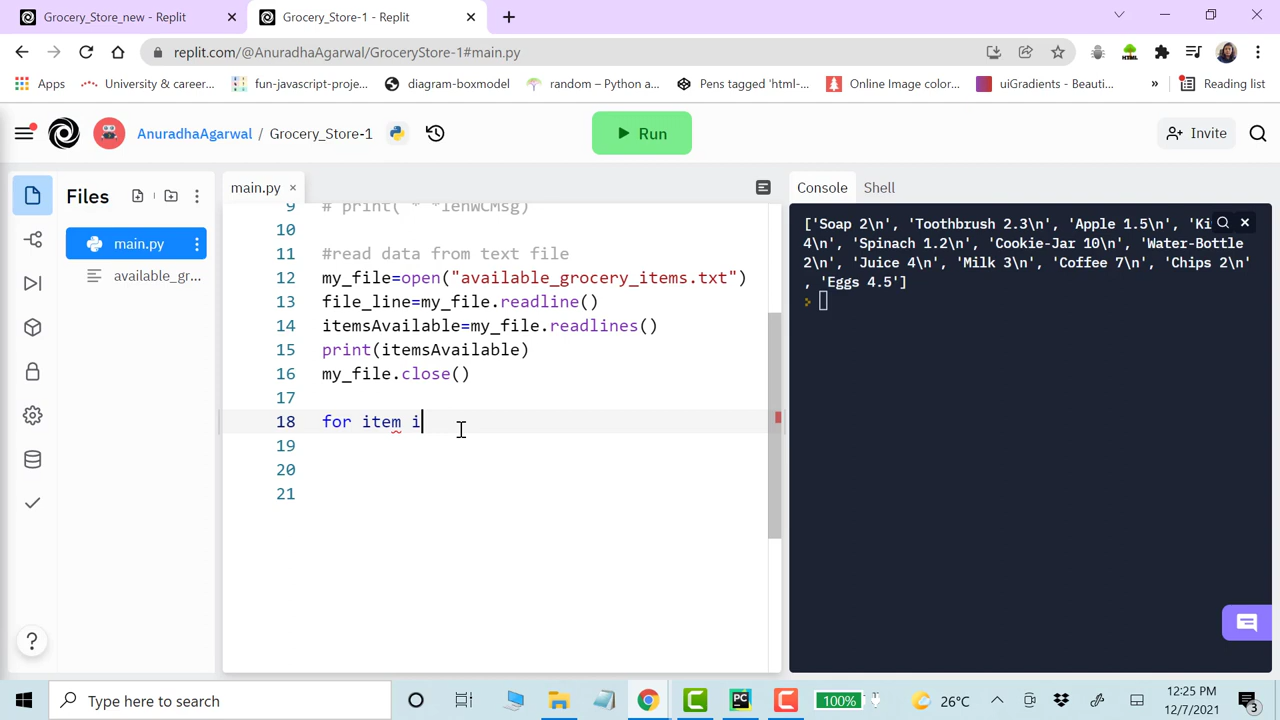 Grocery_Store_new - Replit
Grocery_Store-1 - Replit
replit.com/@AnuradhaAgarwal/GroceryStore-1#main.py
Apps
University & career...
fun-javascript-proje...
diagram-boxmodel
random – Python a...
Pens tagged 'html-...
Online Image color...
uiGradients - Beauti...
»
Reading list
AnuradhaAgarwal / Grocery_Store-1
Run
Invite
Files
main.py
available_gr...
main.py
9 # print(
10
11 #read data from text file
12 my_file=open("available_grocery_items.txt")
13 file_line=my_file.readline()
14 itemsAvailable=my_file.readlines()
15 print(itemsAvailable)
16 my_file.close()
17
18 for item i
19
20
21
Console
Shell
['Soap 2\n', 'Toothbrush 2.3\n', 'Apple 1.5\n', 'Ki
4\n', 'Spinach 1.2\n', 'Cookie-Jar 10\n', 'Water-Bottle
2\n', 'Juice 4\n', 'Milk 3\n', 'Coffee 7\n', 'Chips 2\n'
, 'Eggs 4.5']
>
?
Type here to search
PC
100%
26°C
12:25 PM
12/7/2021
3